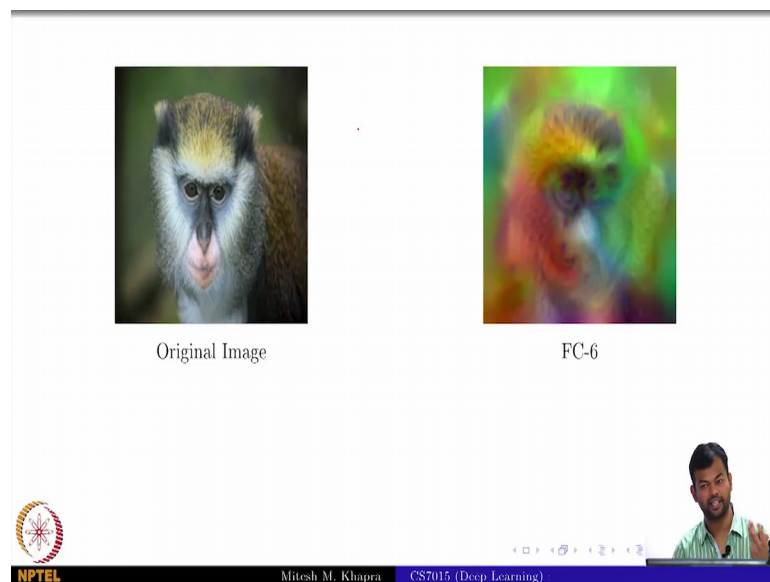 Original Image
FC-6
NPTEL
Mitesh M. Khapra
CS7015 (Deep Learning) :